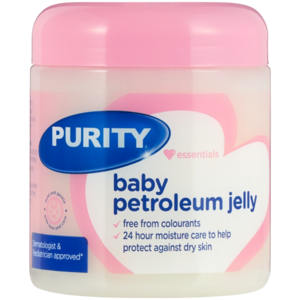 PURITY
essentials
baby
petroleum jelly
free from colourants
24 hour moisture care to help
protect against dry skin
Dermatologist &
Paediatrician approved*